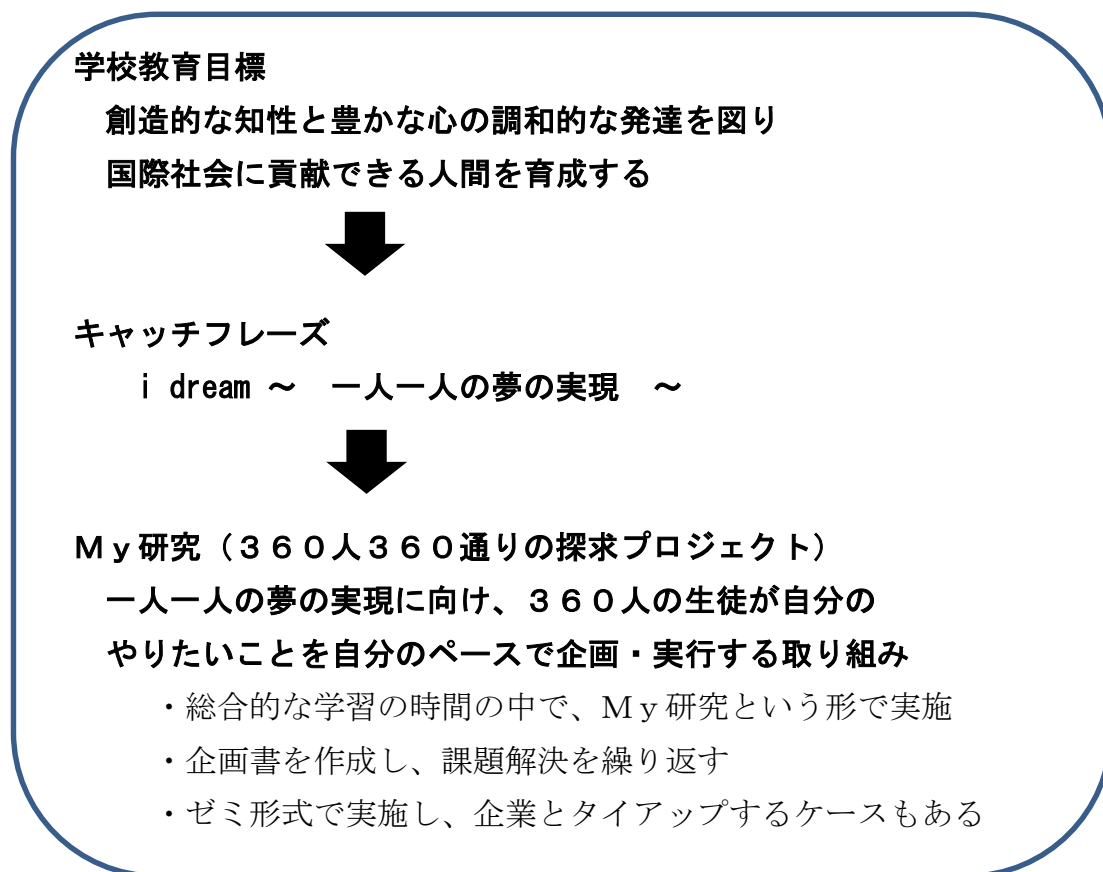 学校教育目標
創造的な知性と豊かな心の調和的な発達を図り
国際社会に貢献できる人間を育成する
キャッチフレーズ
i dream ～　一人一人の夢の実現　～
Ｍｙ研究（３６０人３６０通りの探求プロジェクト）
一人一人の夢の実現に向け、３６０人の生徒が自分の
やりたいことを自分のペースで企画・実行する取り組み
・総合的な学習の時間の中で、Ｍｙ研究という形で実施
・企画書を作成し、課題解決を繰り返す
・ゼミ形式で実施し、企業とタイアップするケースもある